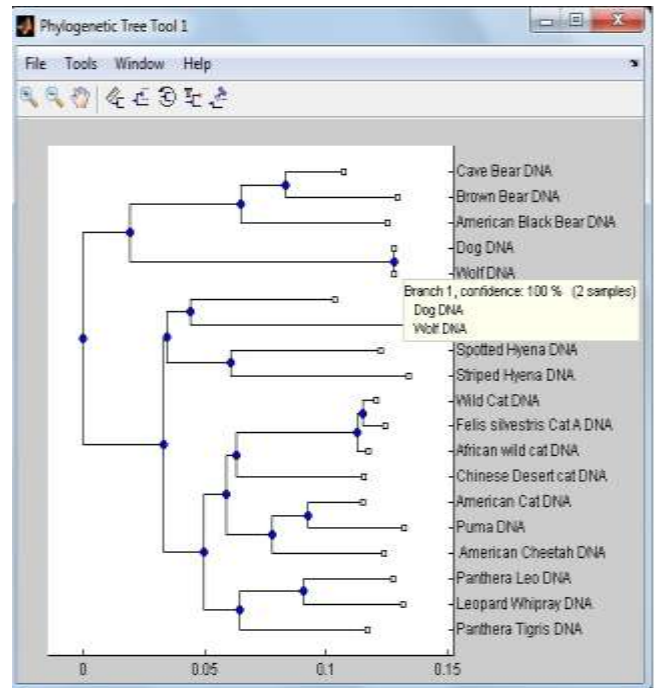 Phylogenetic Tree Tool 1
File Tools Window Help
Cave Bear DNA
Brown Bear DNA
American Black Bear DNA
Dog DNA
Wolf DNA
Branch 1, confidence: 100 % (2 samples)
Dog DNA
Wolf DNA
Spotted Hyena DNA
Striped Hyena DNA
Wild Cat DNA
Felis silvestris Cat A DNA
African wild cat DNA
Chinese Desert cat DNA
American Cat DNA
Puma DNA
American Cheetah DNA
Panthera Leo DNA
Leopard Whipray DNA
Panthera Tigris DNA
0 0.05 0.1 0.15